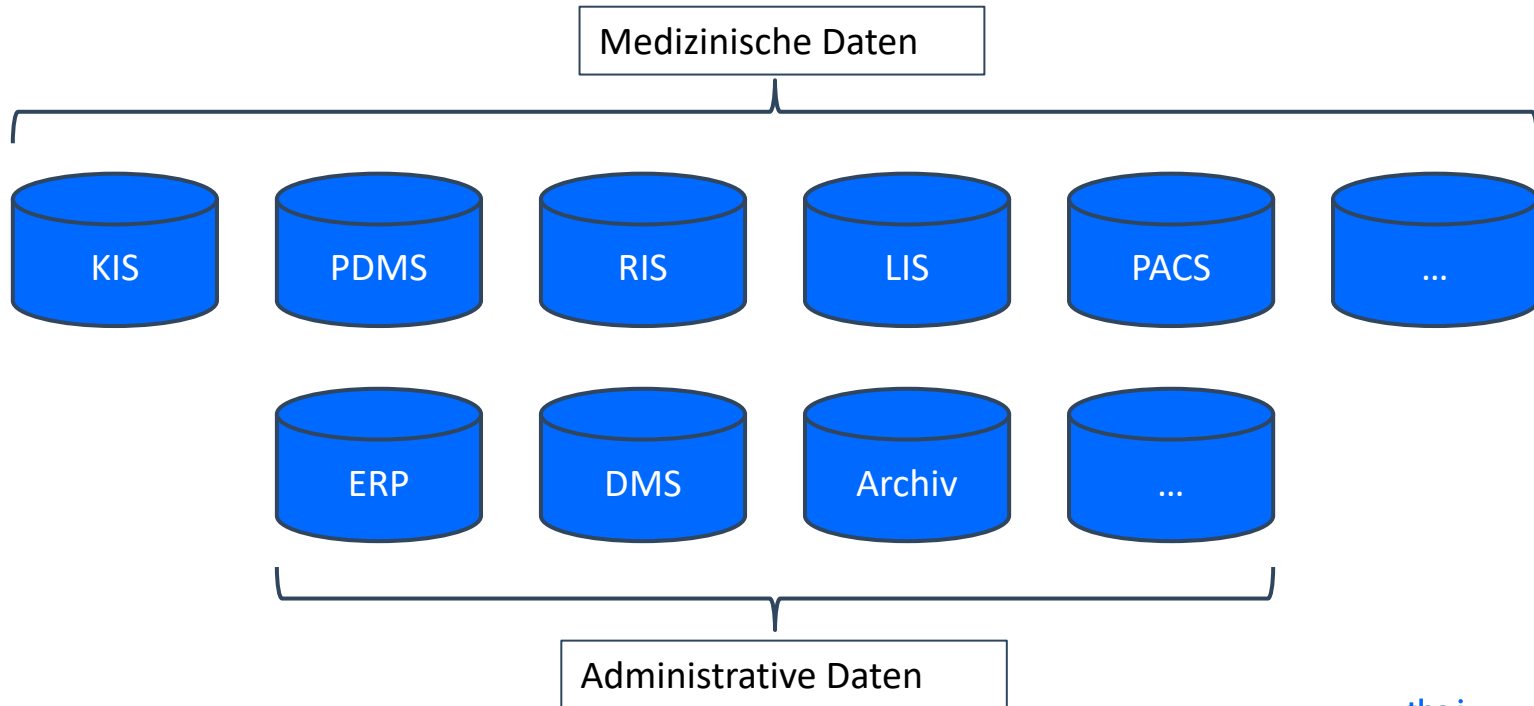 Medizinische Daten
KIS
PDMS
RIS
LIS
PACS
...
ERP
DMS
Archiv
...
Administrative Daten